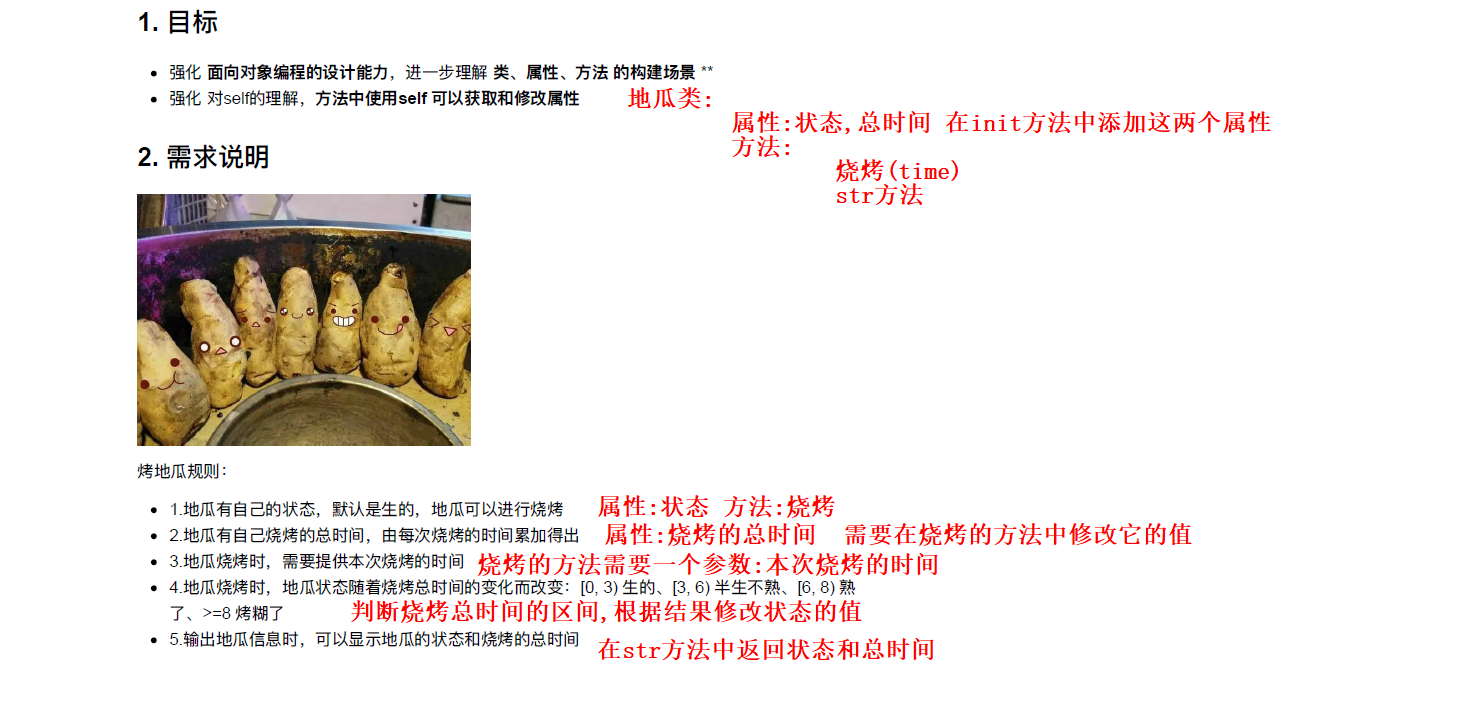 1. 目标
强化 面向对象编程的设计能力，进一步理解 类、属性、方法 的构建场景 **
强化 对self的理解，方法中使用self 可以获取和修改属性
地瓜类:
属性:状态,总时间 在init方法中添加这两个属性
方法:
烧烤(time)
str方法
2. 需求说明
烤地瓜规则：
1.地瓜有自己的状态，默认是生的，地瓜可以进行烧烤 属性:状态 方法:烧烤
2.地瓜有自己烧烤的总时间，由每次烧烤的时间累加得出 属性:烧烤的总时间 需要在烧烤的方法中修改它的值
3.地瓜烧烤时，需要提供本次烧烤的时间 烧烤的方法需要一个参数:本次烧烤的时间
4.地瓜烧烤时，地瓜状态随着烧烤总时间的变化而改变：[0, 3) 生的、[3, 6) 半生不熟、[6, 8) 熟
了、>=8 烤糊了 判断烧烤总时间的区间,根据结果修改状态的值
5.输出地瓜信息时，可以显示地瓜的状态和烧烤的总时间 在str方法中返回状态和总时间